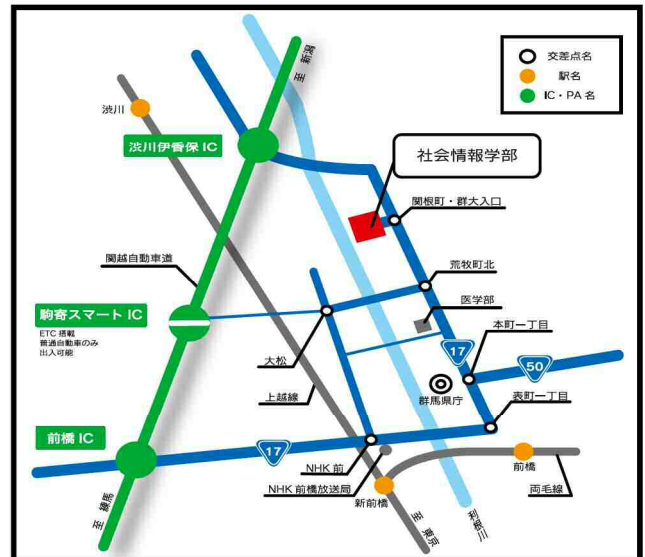 交差点名
駅名
IC・PA 名
至 新潟
渋川
渋川伊香保 IC
社会情報学部
関根町・群大入口
関越自動車道
荒牧町北
駒寄スマート IC
ETC 搭載
普通自動車のみ
出入可能
医学部
本町一丁目
17
50
大松
上越線
群馬県庁
表町一丁目
前橋 IC
17
NHK 前
NHK 前橋放送局
前橋
新前橋
両毛線
至 練馬
至 東京
利根川